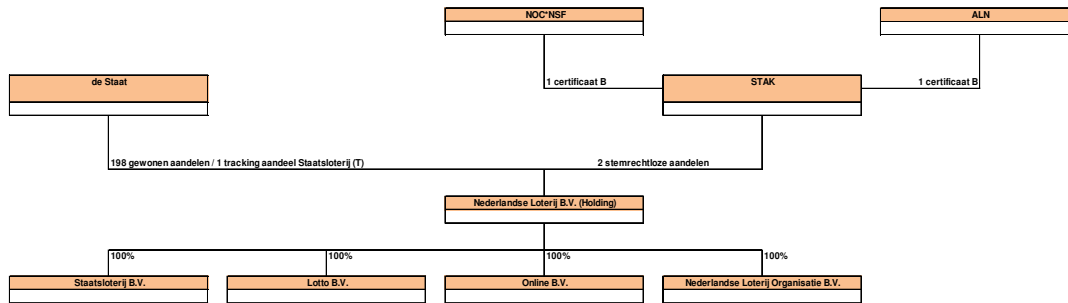 NOC*NSF
ALN
1 certificaat B
1 certificaat B
de Staat
STAK
198 gewonen aandelen / 1 tracking aandeel Staatsloterij (T)
2 stemrechtloze aandelen
Nederlandse Loterij B.V. (Holding)
100%
100%
100%
100%
Staatsloterij B.V.
Lotto B.V.
Online B.V.
Nederlandse Loterij Organisatie B.V.